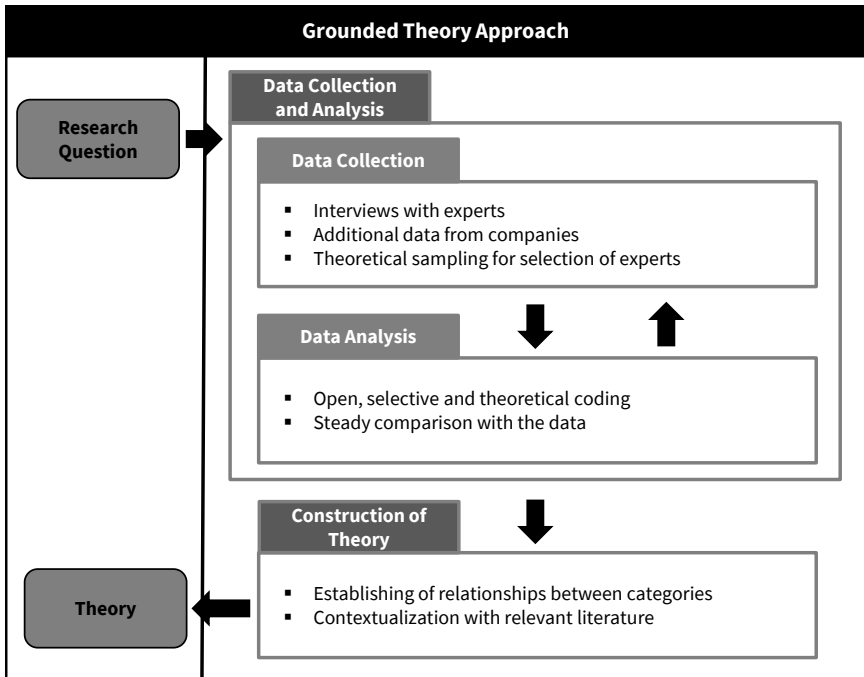 Grounded Theory Approach
Research
Question
Data Collection
and Analysis
Data Collection
▪ Interviews with experts
▪ Additional data from companies
▪ Theoretical sampling for selection of experts
Data Analysis
▪ Open, selective and theoretical coding
▪ Steady comparison with the data
Construction of
Theory
▪ Establishing of relationships between categories
▪ Contextualization with relevant literature
Theory